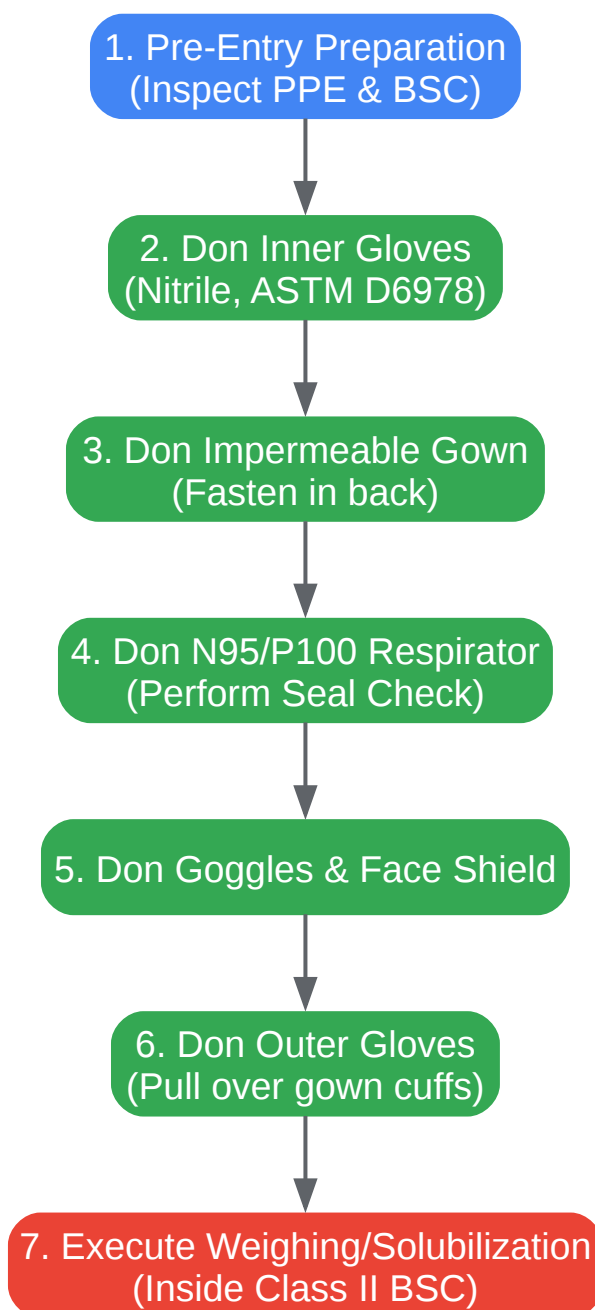 1. Pre-Entry Preparation
(Inspect PPE & BSC)
2. Don Inner Gloves
(Nitrile, ASTM D6978)
3. Don Impermeable Gown
(Fasten in back)
4. Don N95/P100 Respirator
(Perform Seal Check)
5. Don Goggles & Face Shield
6. Don Outer Gloves
(Pull over gown cuffs)
7. Execute Weighing/Solubilization
(Inside Class II BSC)